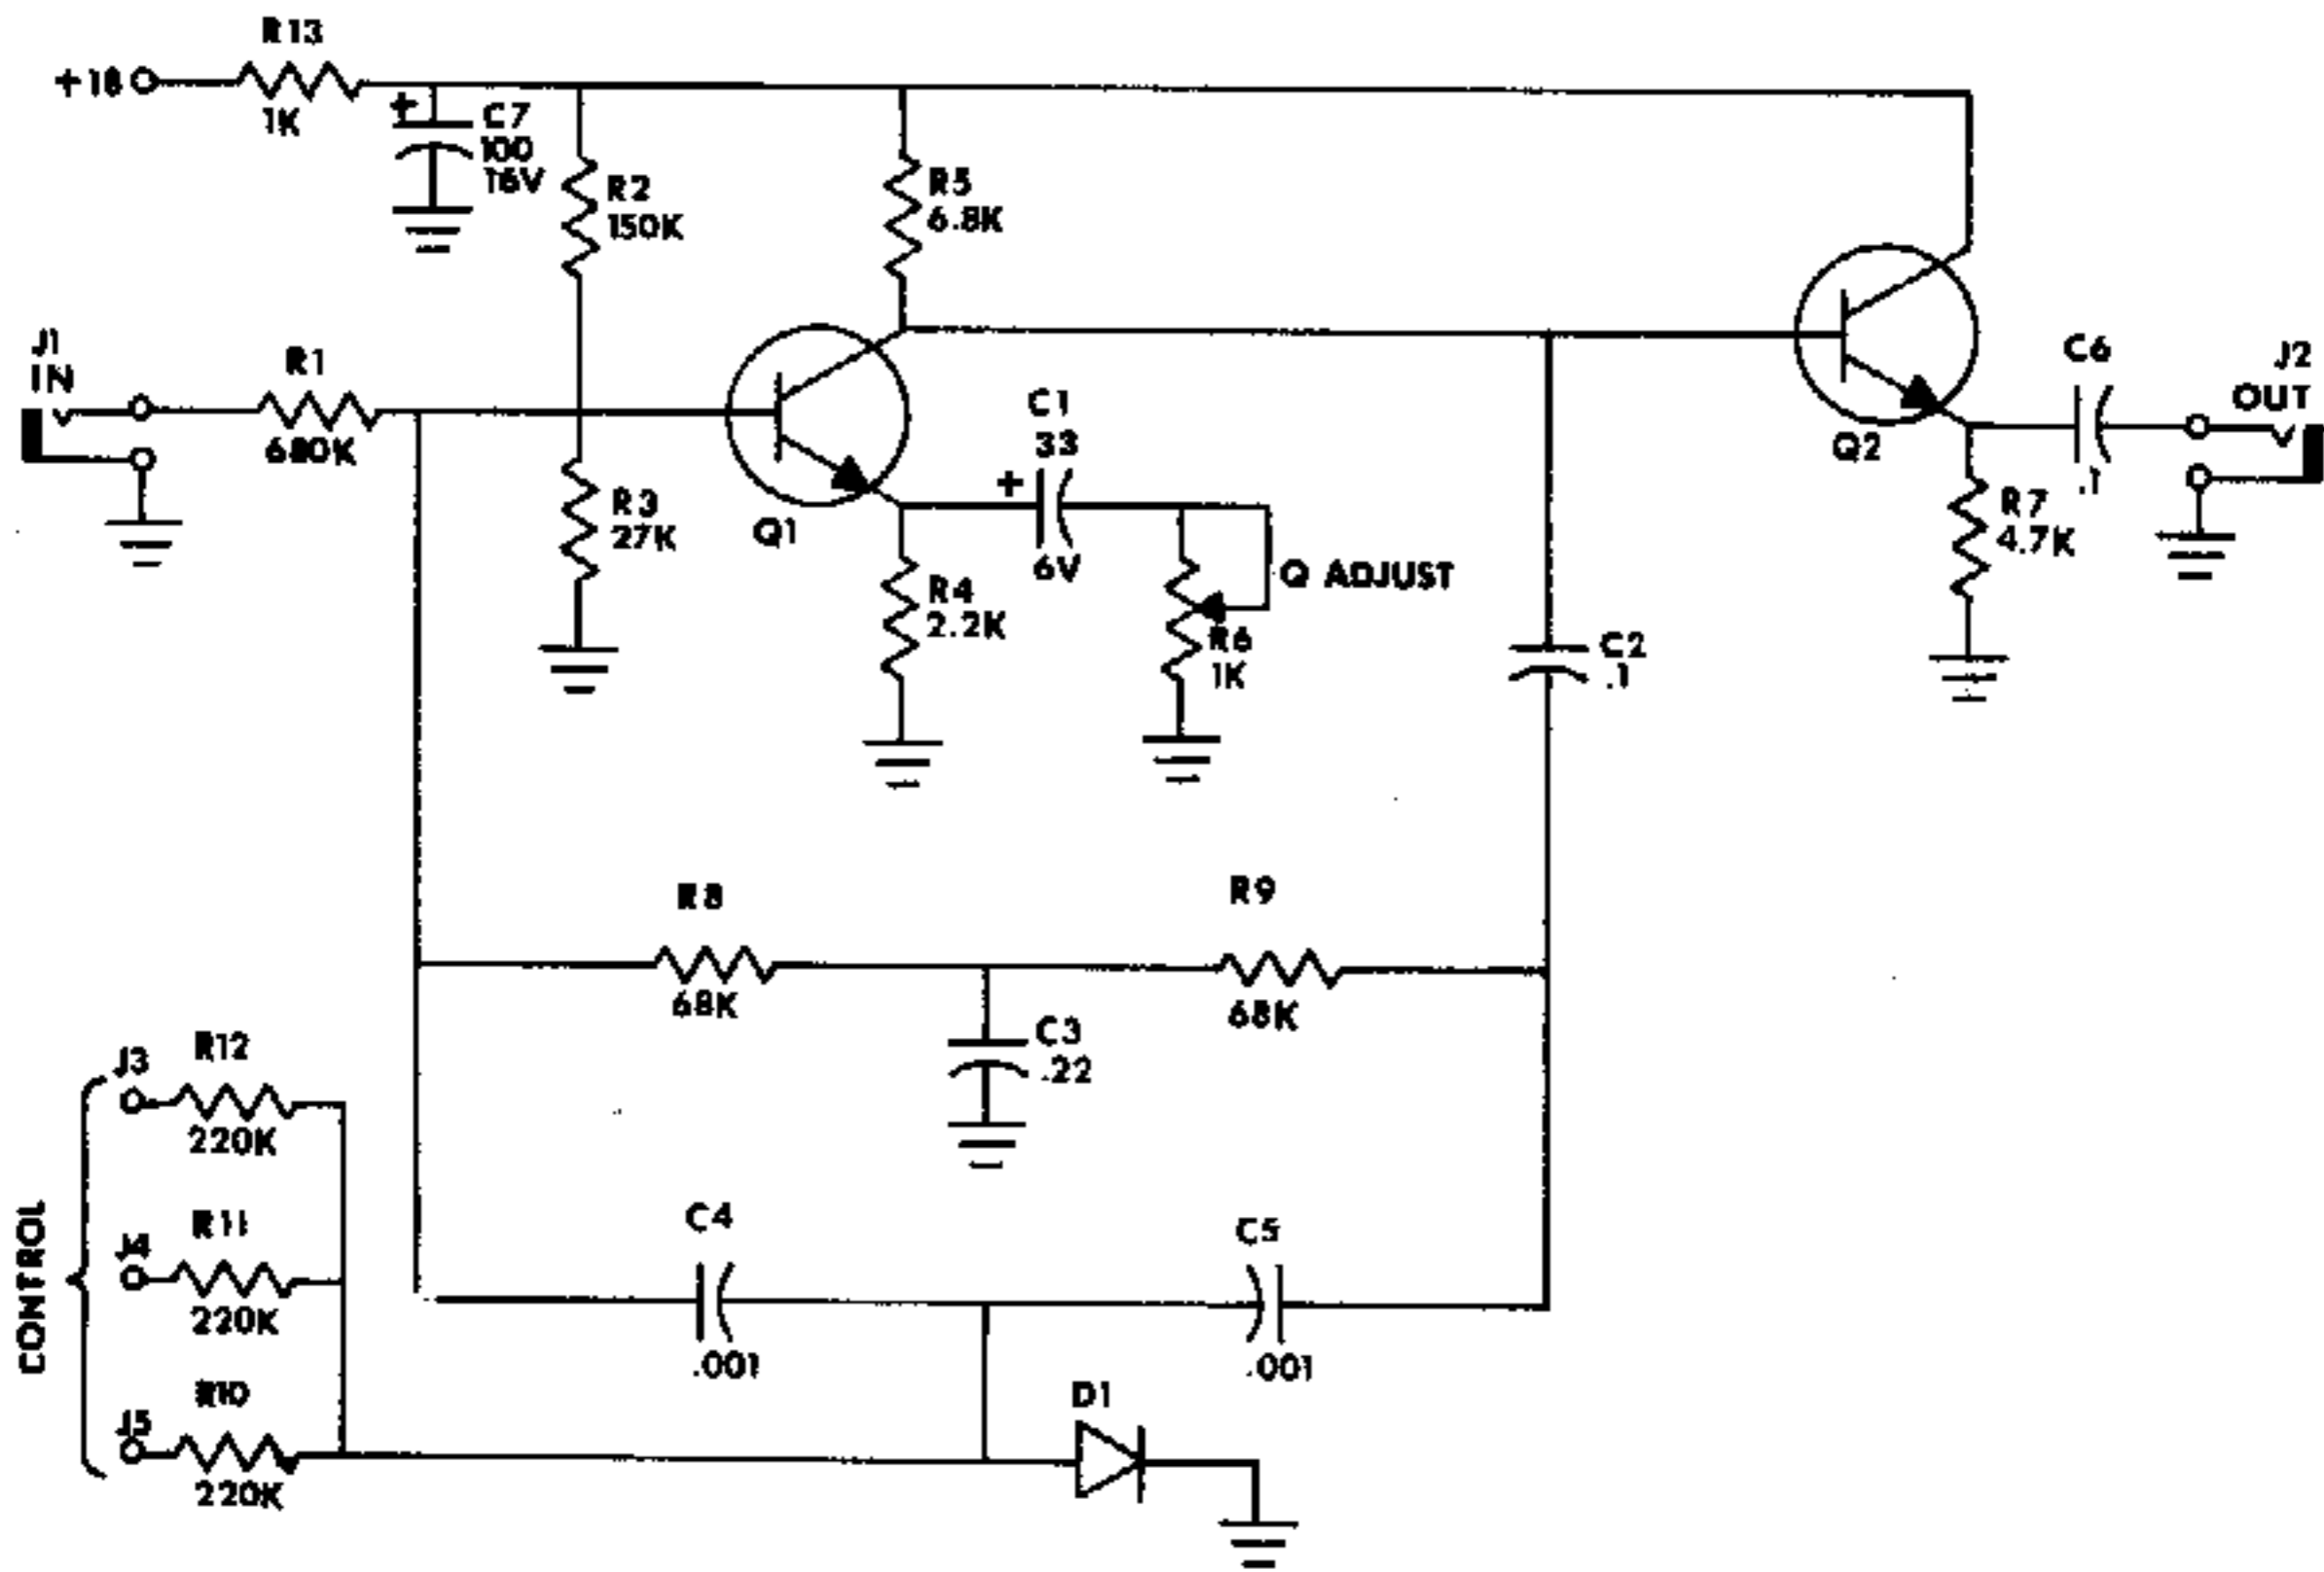 R13
+18
1K
+
C7
100
16V
R2
150K
R5
6.8K
J1
IN
R1
680K
R3
27K
Q1
C1
33
+
6V
R4
2.2K
Q ADJUST
R6
1K
Q2
C6
.1
J2
OUT
R7
4.7K
C2
.1
R8
68K
R9
68K
C3
.22
CONTROL
J3
R12
220K
J4
R11
220K
J5
R10
220K
C4
.001
C5
.001
D1